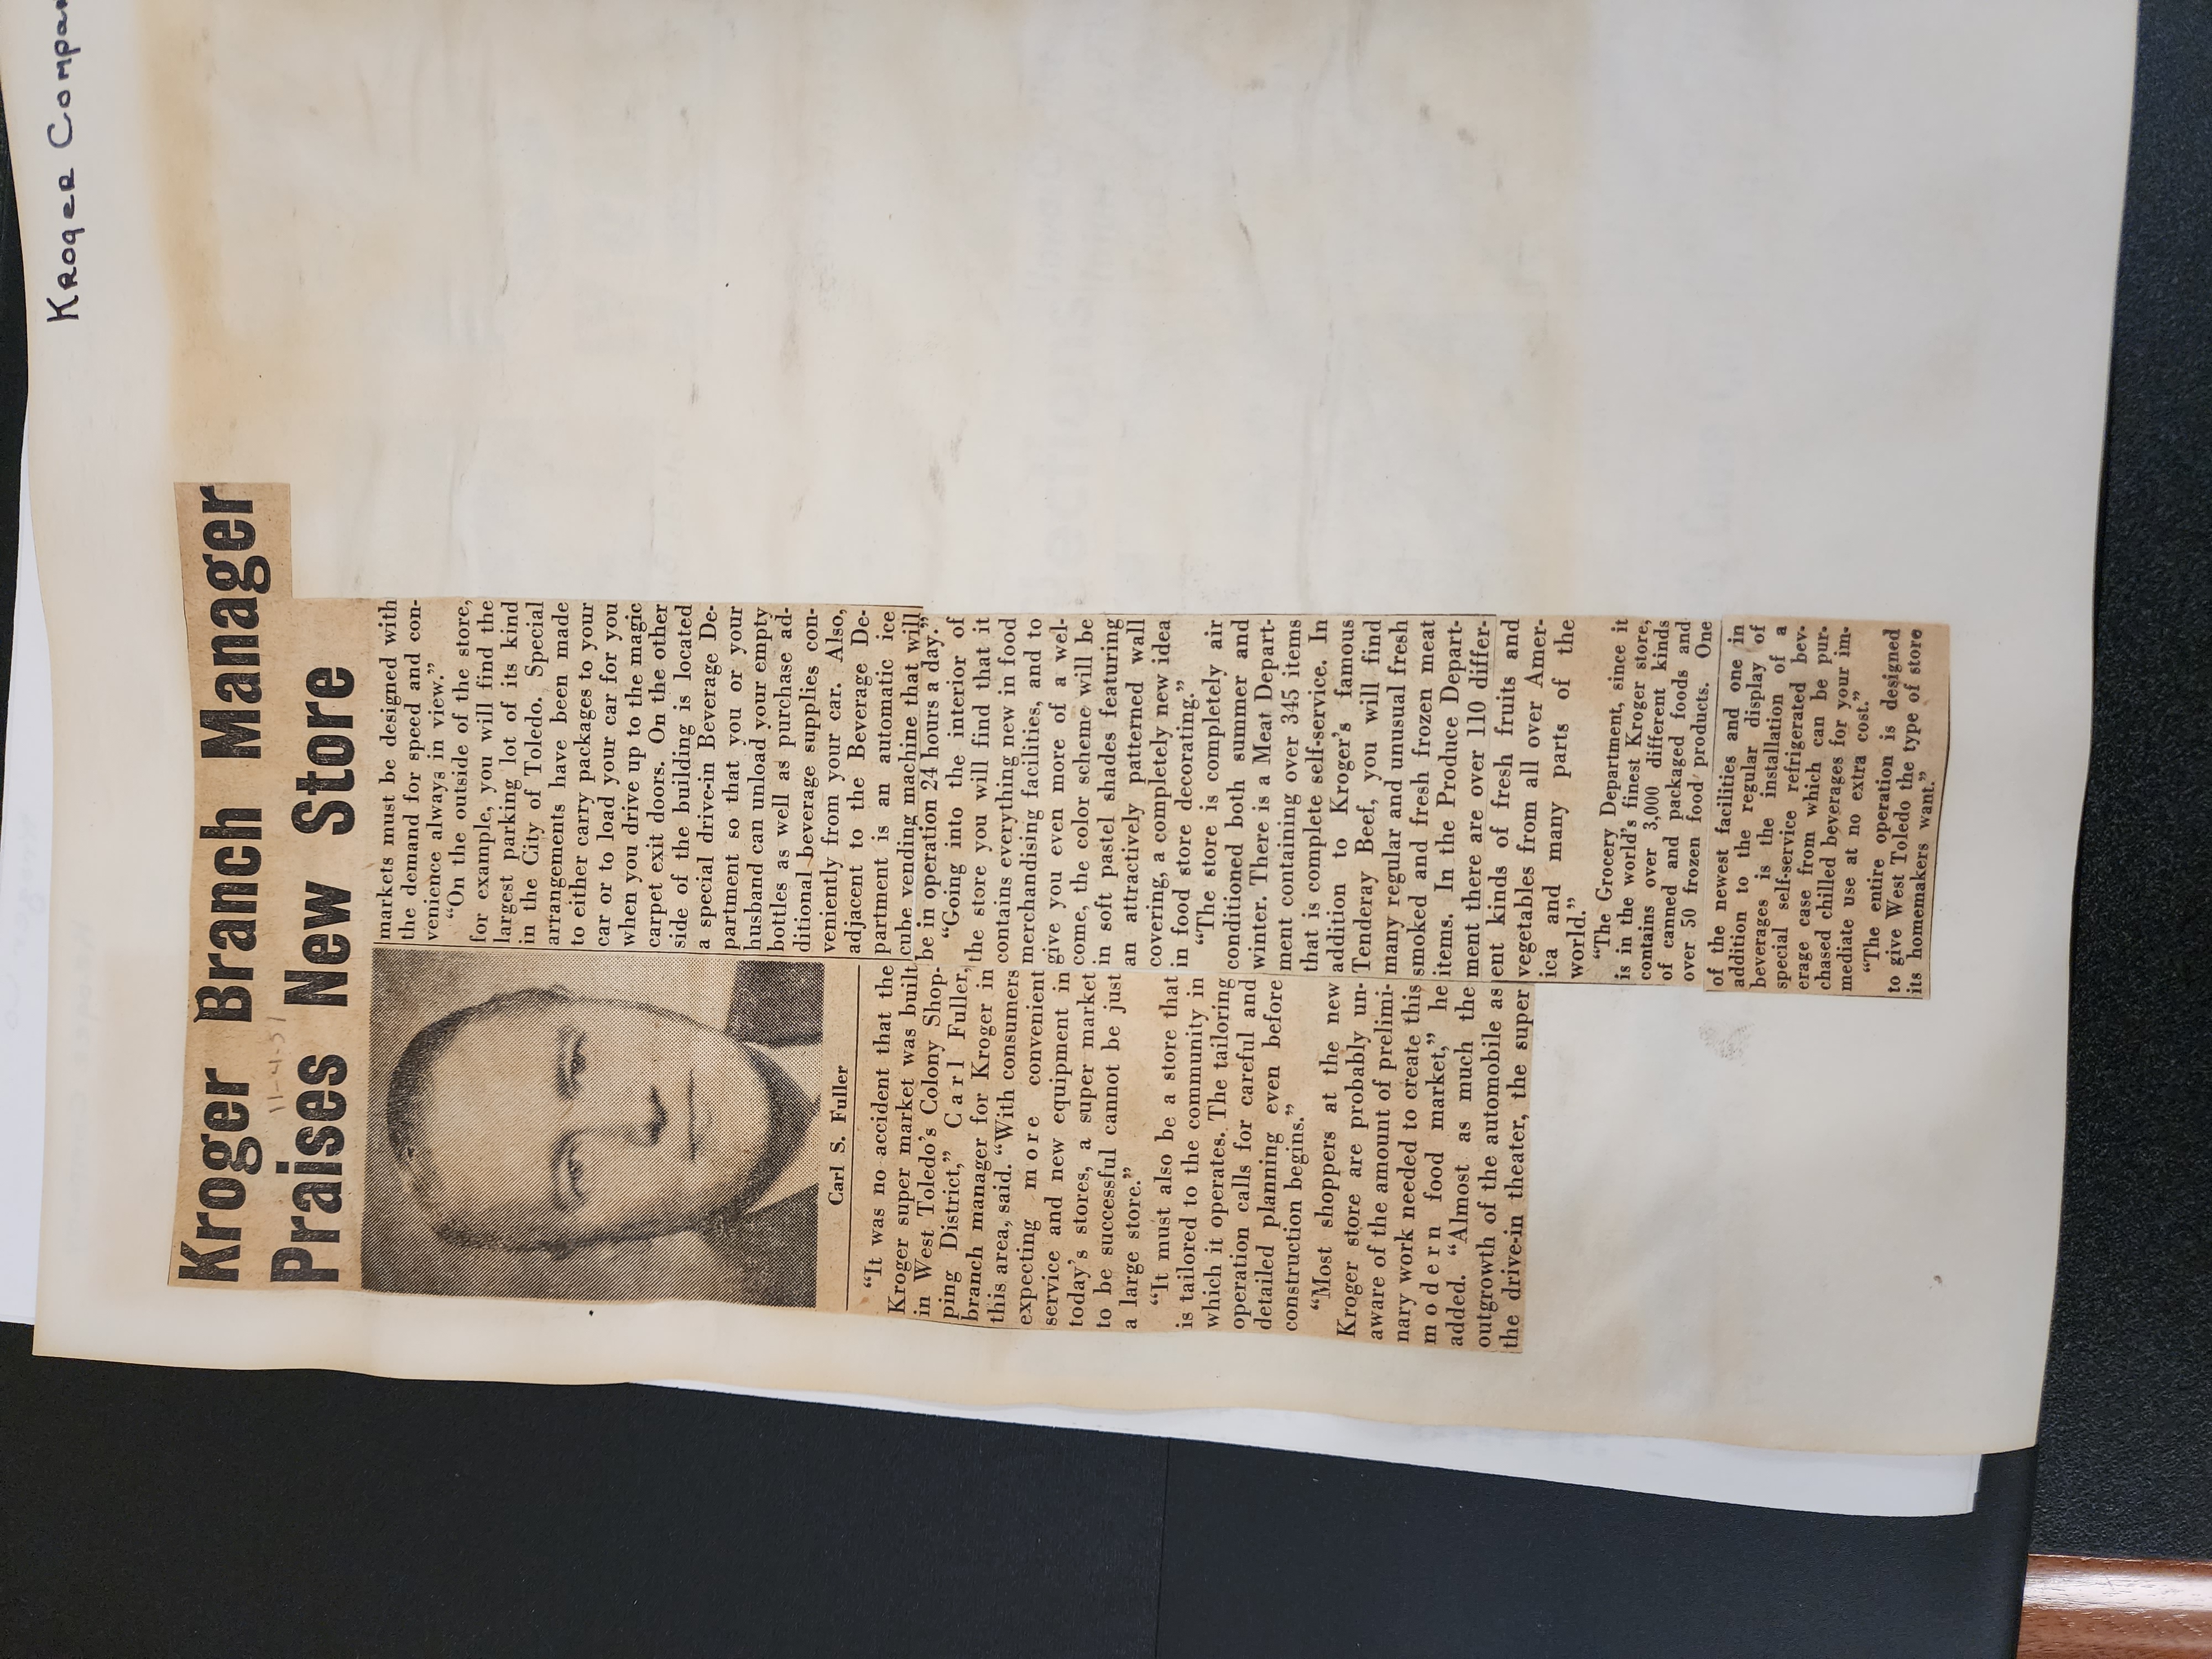 Kroger Compan
Kroger Branch Manager
Praises New Store
11-4-51
Carl S. Fuller
“It was no accident that the
Kroger super market was built
in West Toledo’s Colony Shop-
ping District,” Carl Fuller,
branch manager for Kroger in
this area, said. “With consumers
expecting more convenient
service and new equipment in
today’s stores, a super market
to be successful cannot be just
a large store.”
“It must also be a store that
is tailored to the community in
which it operates. The tailoring
operation calls for careful and
detailed planning even before
construction begins.”
“Most shoppers at the new
Kroger store are probably un-
aware of the amount of prelimi-
nary work needed to create this
modern food market,” he
added. “Almost as much the
outgrowth of the automobile as
the drive-in theater, the super
markets must be designed with
the demand for speed and con-
venience always in view.”
“On the outside of the store,
for example, you will find the
largest parking lot of its kind
in the City of Toledo. Special
arrangements have been made
to either carry packages to your
car or to load your car for you
when you drive up to the magic
carpet exit doors. On the other
side of the building is located
a special drive-in Beverage De-
partment so that you or your
husband can unload your empty
bottles as well as purchase ad-
ditional beverage supplies con-
veniently from your car. Also,
adjacent to the Beverage De-
partment is an automatic ice
cube vending machine that will
be in operation 24 hours a day.”
“Going into the interior of
the store you will find that it
contains everything new in food
merchandising facilities, and to
give you even more of a wel-
come, the color scheme will be
in soft pastel shades featuring
an attractively patterned wall
covering, a completely new idea
in food store decorating.”
“The store is completely air
conditioned both summer and
winter. There is a Meat Depart-
ment containing over 345 items
that is complete self-service. In
addition to Kroger’s famous
Tenderay Beef, you will find
many regular and unusual fresh
smoked and fresh frozen meat
items. In the Produce Depart-
ment there are over 110 differ-
ent kinds of fresh fruits and
vegetables from all over Amer-
ica and many parts of the
world.”
“The Grocery Department, since it
is in the world’s finest Kroger store,
contains over 3,000 different kinds
of canned and packaged foods and
over 50 frozen food products. One
of the newest facilities and one in
addition to the regular display of
beverages is the installation of a
special self-service refrigerated bev-
erage case from which can be pur-
chased chilled beverages for your im-
mediate use at no extra cost.”
“The entire operation is designed
to give West Toledo the type of store
its homemakers want.”